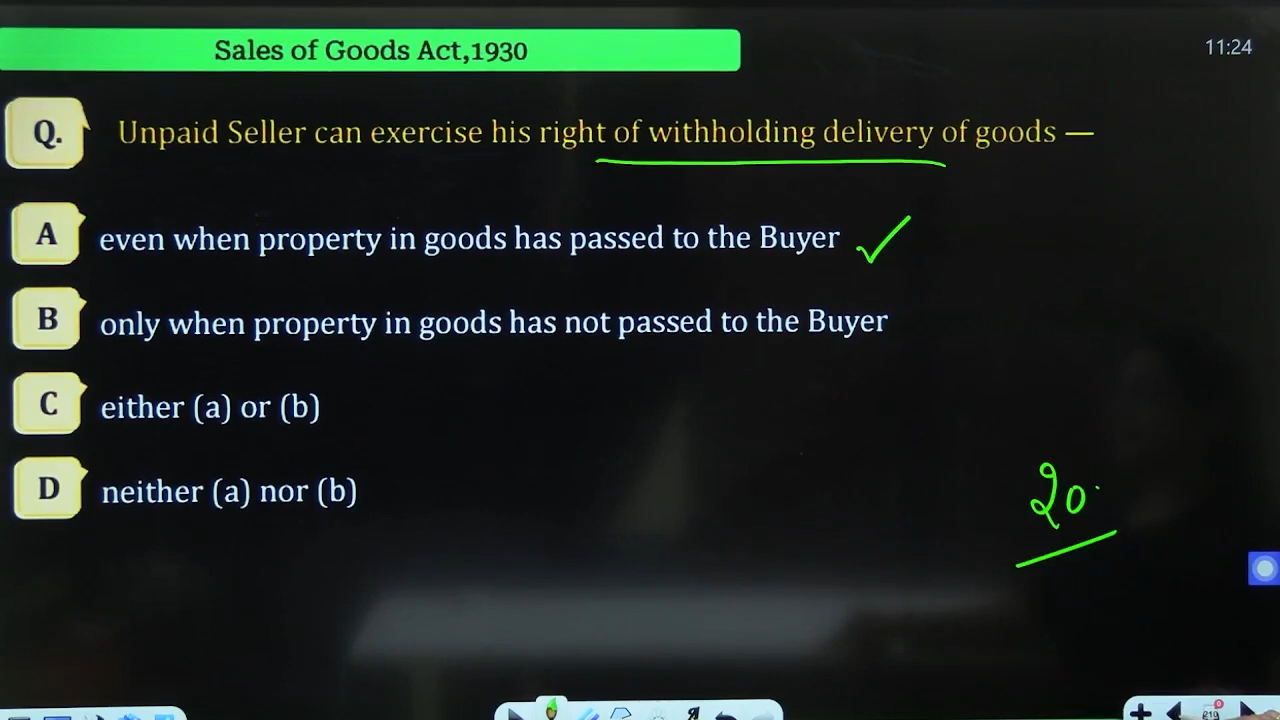 Sales of Goods Act,1930
11:24
Q. Unpaid Seller can exercise his right of withholding delivery of goods —
A even when property in goods has passed to the Buyer
B only when property in goods has not passed to the Buyer
C either (a) or (b)
D neither (a) nor (b)
20